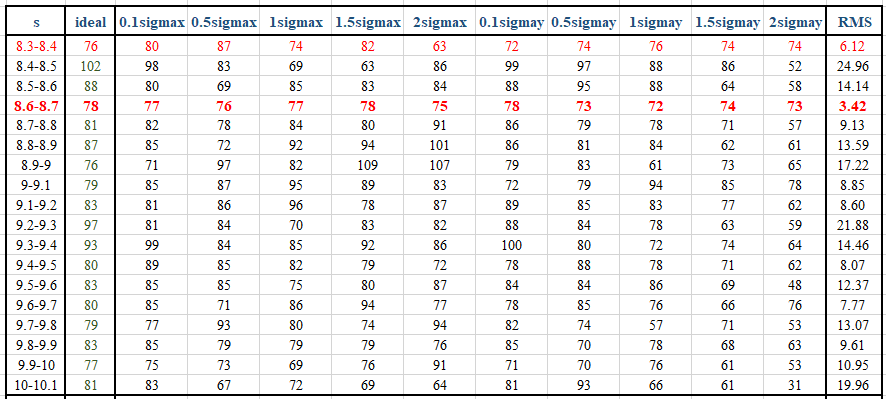 s ideal 0.1sigmax 0.5sigmax 1sigmax 1.5sigmax 2sigmax 0.1sigmay 0.5sigmay 1sigmay 1.5sigmay 2sigmay RMS
8.3-8.4 76 80 87 74 82 63 72 74 76 74 74 6.12
8.4-8.5 102 98 83 69 63 86 99 97 88 86 52 24.96
8.5-8.6 88 80 69 85 83 84 88 95 88 64 58 14.14
8.6-8.7 78 77 76 77 78 75 78 73 72 74 73 3.42
8.7-8.8 81 82 78 84 80 91 86 79 78 71 57 9.13
8.8-8.9 87 85 72 92 94 101 86 81 84 62 61 13.59
8.9-9 76 71 97 82 109 107 79 83 61 73 65 17.22
9-9.1 79 85 87 95 89 83 72 79 94 85 78 8.85
9.1-9.2 83 81 86 96 78 87 89 85 83 77 62 8.60
9.2-9.3 97 81 84 70 83 82 88 84 78 63 59 21.88
9.3-9.4 93 99 84 85 92 86 100 80 72 74 64 14.46
9.4-9.5 80 89 85 82 79 72 78 88 78 71 62 8.07
9.5-9.6 83 85 85 75 80 87 84 84 86 69 48 12.37
9.6-9.7 80 85 71 86 94 77 78 85 76 66 76 7.77
9.7-9.8 79 77 93 80 74 94 82 74 57 71 53 13.07
9.8-9.9 83 85 79 79 79 76 85 70 78 68 63 9.61
9.9-10 77 75 73 69 76 91 71 70 76 61 53 10.95
10-10.1 81 83 67 72 69 64 81 93 66 61 31 19.96